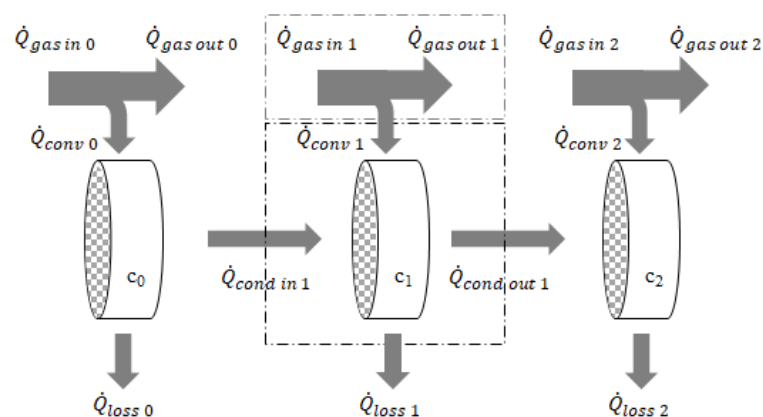 Q̇gas in 0 Q̇gas out 0 Q̇gas in 1 Q̇gas out 1 Q̇gas in 2 Q̇gas out 2
Q̇conv 0 Q̇conv 1 Q̇conv 2
c0 c1 c2
Q̇cond in 1 Q̇cond out 1
Q̇loss 0 Q̇loss 1 Q̇loss 2